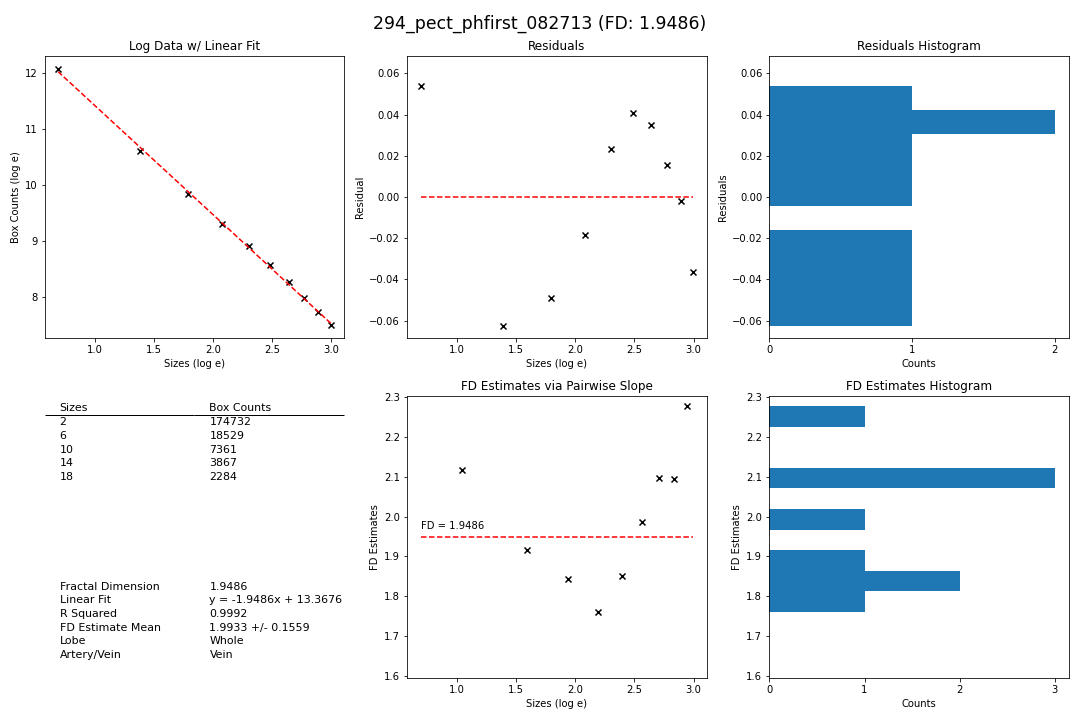 294_pect_phfirst_082713 (FD: 1.9486)
Log Data w/ Linear Fit
Box Counts (log e)
12
11
10
9
8
1.0 1.5 2.0 2.5 3.0
Sizes (log e)
Residuals
Residual
0.06
0.04
0.02
0.00
−0.02
−0.04
−0.06
1.0 1.5 2.0 2.5 3.0
Sizes (log e)
Residuals Histogram
Residuals
0.06
0.04
0.02
0.00
−0.02
−0.04
−0.06
0 1 2
Counts
Sizes Box Counts
2 174732
6 18529
10 7361
14 3867
18 2284
Fractal Dimension 1.9486
Linear Fit y = -1.9486x + 13.3676
R Squared 0.9992
FD Estimate Mean 1.9933 +/- 0.1559
Lobe Whole
Artery/Vein Vein
FD Estimates via Pairwise Slope
FD Estimates
2.3
2.2
2.1
2.0
1.9
1.8
1.7
1.6
FD = 1.9486
1.0 1.5 2.0 2.5 3.0
Sizes (log e)
FD Estimates Histogram
FD Estimates
2.3
2.2
2.1
2.0
1.9
1.8
1.7
1.6
0 1 2 3
Counts